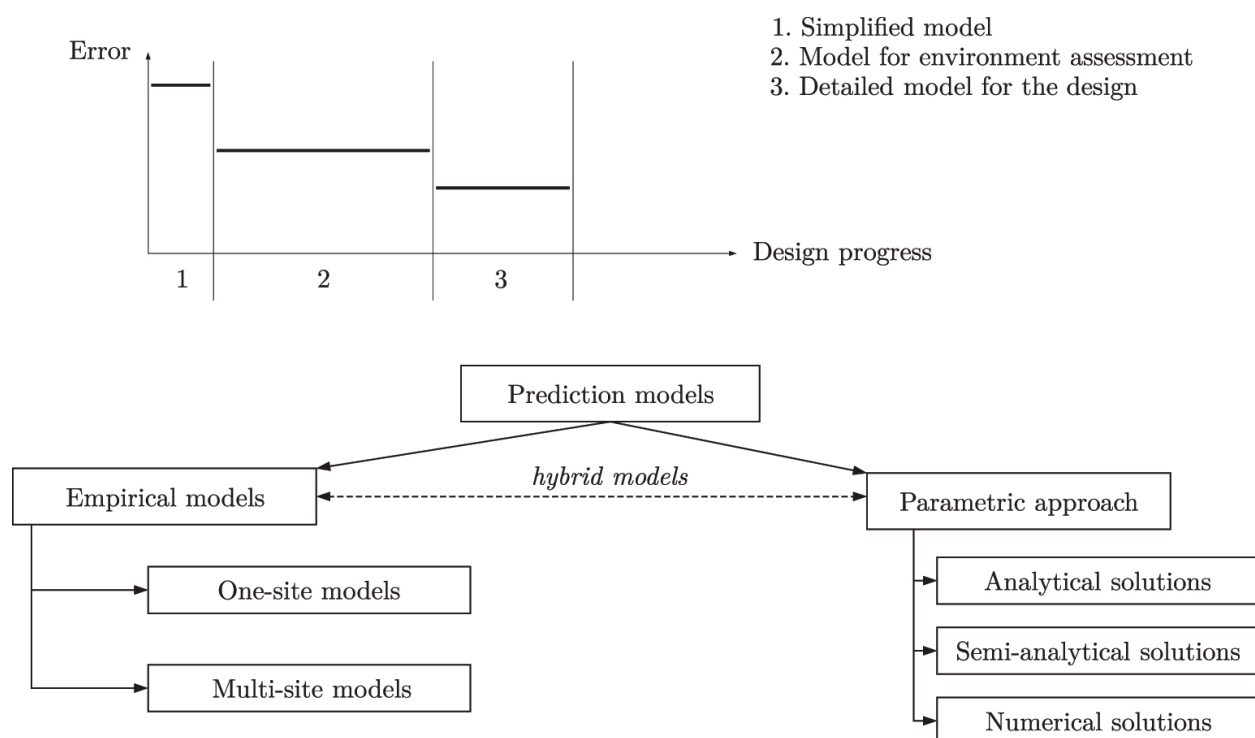 Error
1. Simplified model
2. Model for environment assessment
3. Detailed model for the design
Design progress
1 2 3
Prediction models
hybrid models
Empirical models
Parametric approach
One-site models
Analytical solutions
Semi-analytical solutions
Multi-site models
Numerical solutions